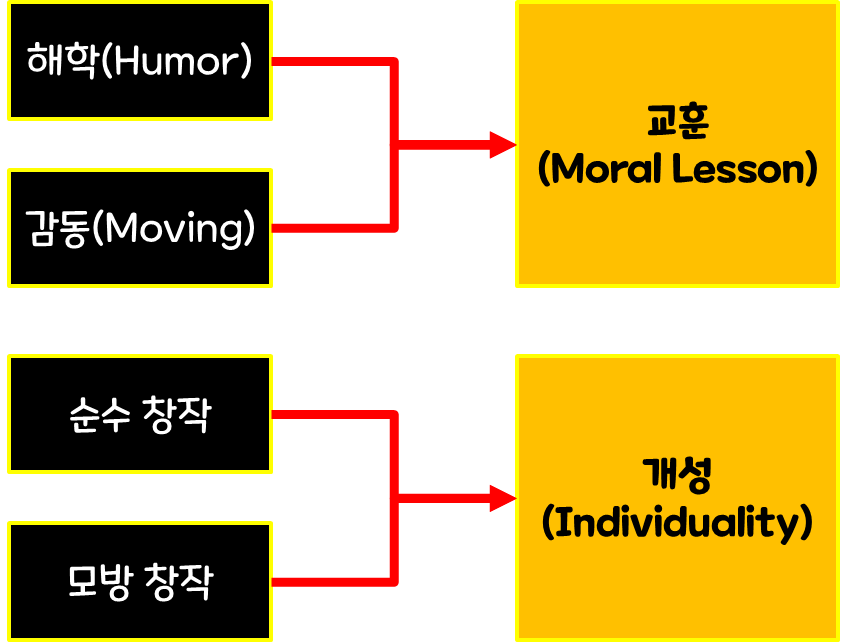 해학(Humor)
감동(Moving)
교훈
(Moral Lesson)
순수 창작
모방 창작
개성
(Individuality)